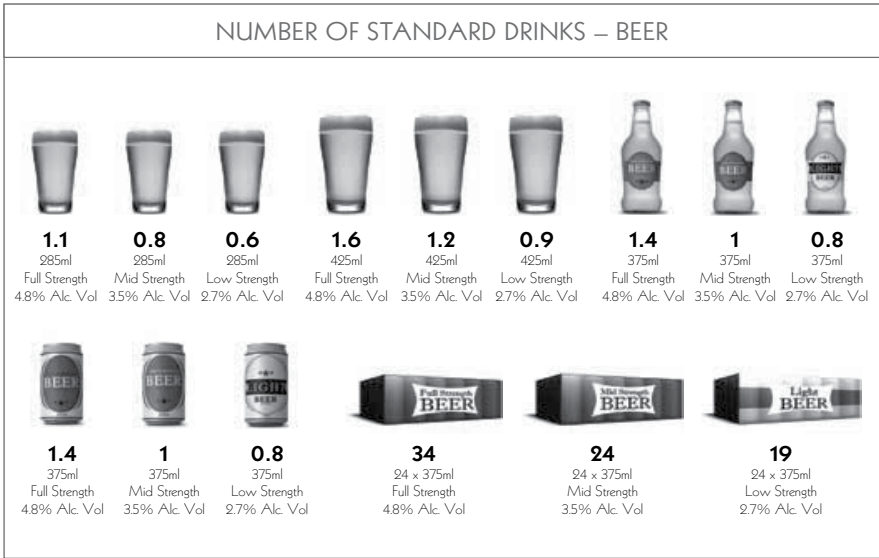 NUMBER OF STANDARD DRINKS – BEER
BEER BEER LIGHT BEER
1.1 0.8 0.6 1.6 1.2 0.9 1.4 1 0.8
285ml 285ml 285ml 425ml 425ml 425ml 375ml 375ml 375ml
Full Strength Mid Strength Low Strength Full Strength Mid Strength Low Strength Full Strength Mid Strength Low Strength
4.8% Alc. Vol 3.5% Alc. Vol 2.7% Alc. Vol 4.8% Alc. Vol 3.5% Alc. Vol 2.7% Alc. Vol 4.8% Alc. Vol 3.5% Alc. Vol 2.7% Alc. Vol
BEER BEER LIGHT BEER Full Strength BEER Mid Strength BEER Light BEER
1.4 1 0.8 34 24 19
375ml 375ml 375ml 24 x 375ml 24 x 375ml 24 x 375ml
Full Strength Mid Strength Low Strength Full Strength Mid Strength Low Strength
4.8% Alc. Vol 3.5% Alc. Vol 2.7% Alc. Vol 4.8% Alc. Vol 3.5% Alc. Vol 2.7% Alc. Vol